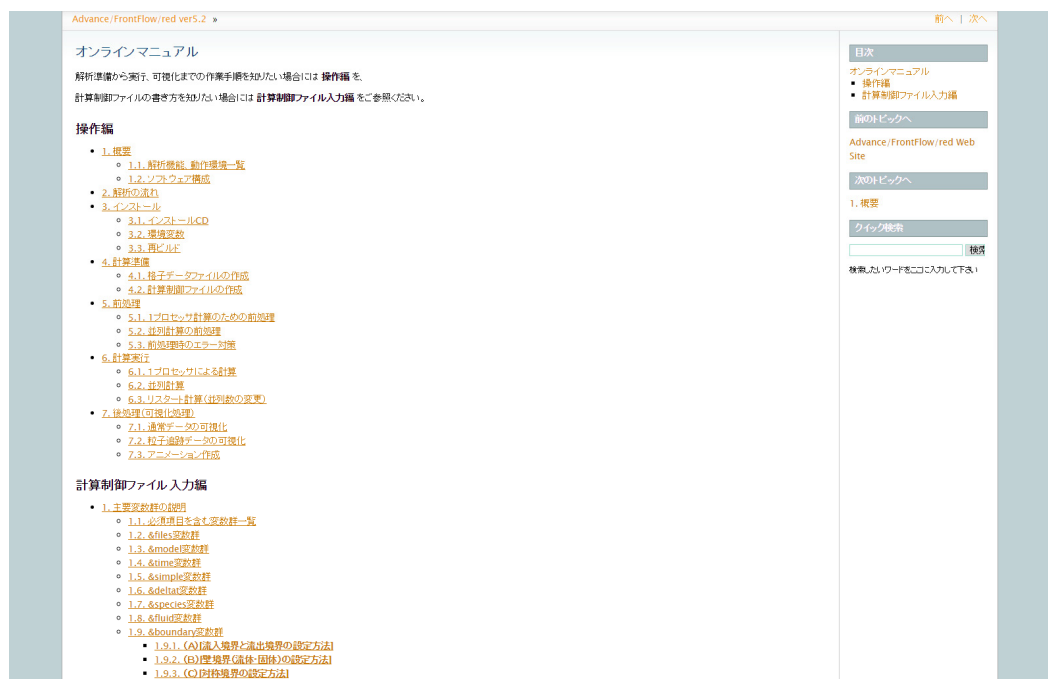 Advance/FrontFlow/red ver5.2 »
前へ | 次へ
オンラインマニュアル
解析準備から実行、可視化までの作業手順を知りたい場合には 操作編 を、
計算制御ファイルの書き方を知りたい場合には 計算制御ファイル入力編 をご参照ください。
操作編
1. 概要
1.1. 解析機能、動作環境一覧
1.2. ソフトウェア構成
2. 解析の流れ
3. インストール
3.1. インストールCD
3.2. 環境変数
3.3. 再ビルド
4. 計算準備
4.1. 格子データファイルの作成
4.2. 計算制御ファイルの作成
5. 前処理
5.1. 1プロセッサ計算のための前処理
5.2. 並列計算の前処理
5.3. 前処理時のエラー対策
6. 計算実行
6.1. 1プロセッサによる計算
6.2. 並列計算
6.3. リスタート計算(並列数の変更)
7. 後処理(可視化処理)
7.1. 通常データの可視化
7.2. 粒子追跡データの可視化
7.3. アニメーション作成
計算制御ファイル入力編
1. 主要変数群の説明
1.1. 必須項目を含む変数群一覧
1.2. &files変数群
1.3. &model変数群
1.4. &time変数群
1.5. &simple変数群
1.6. &deltat変数群
1.7. &species変数群
1.8. &fluid変数群
1.9. &boundary変数群
1.9.1. (A)[流入境界と流出境界の設定方法]
1.9.2. (B)[壁境界(流体・固体)の設定方法]
1.9.3. (C)[対称境界の設定方法]
目次
オンラインマニュアル
操作編
計算制御ファイル入力編
前のトピックへ
Advance/FrontFlow/red Web
Site
次のトピックへ
1. 概要
クイック検索
検索
検索したいワードをここに入力して下さい